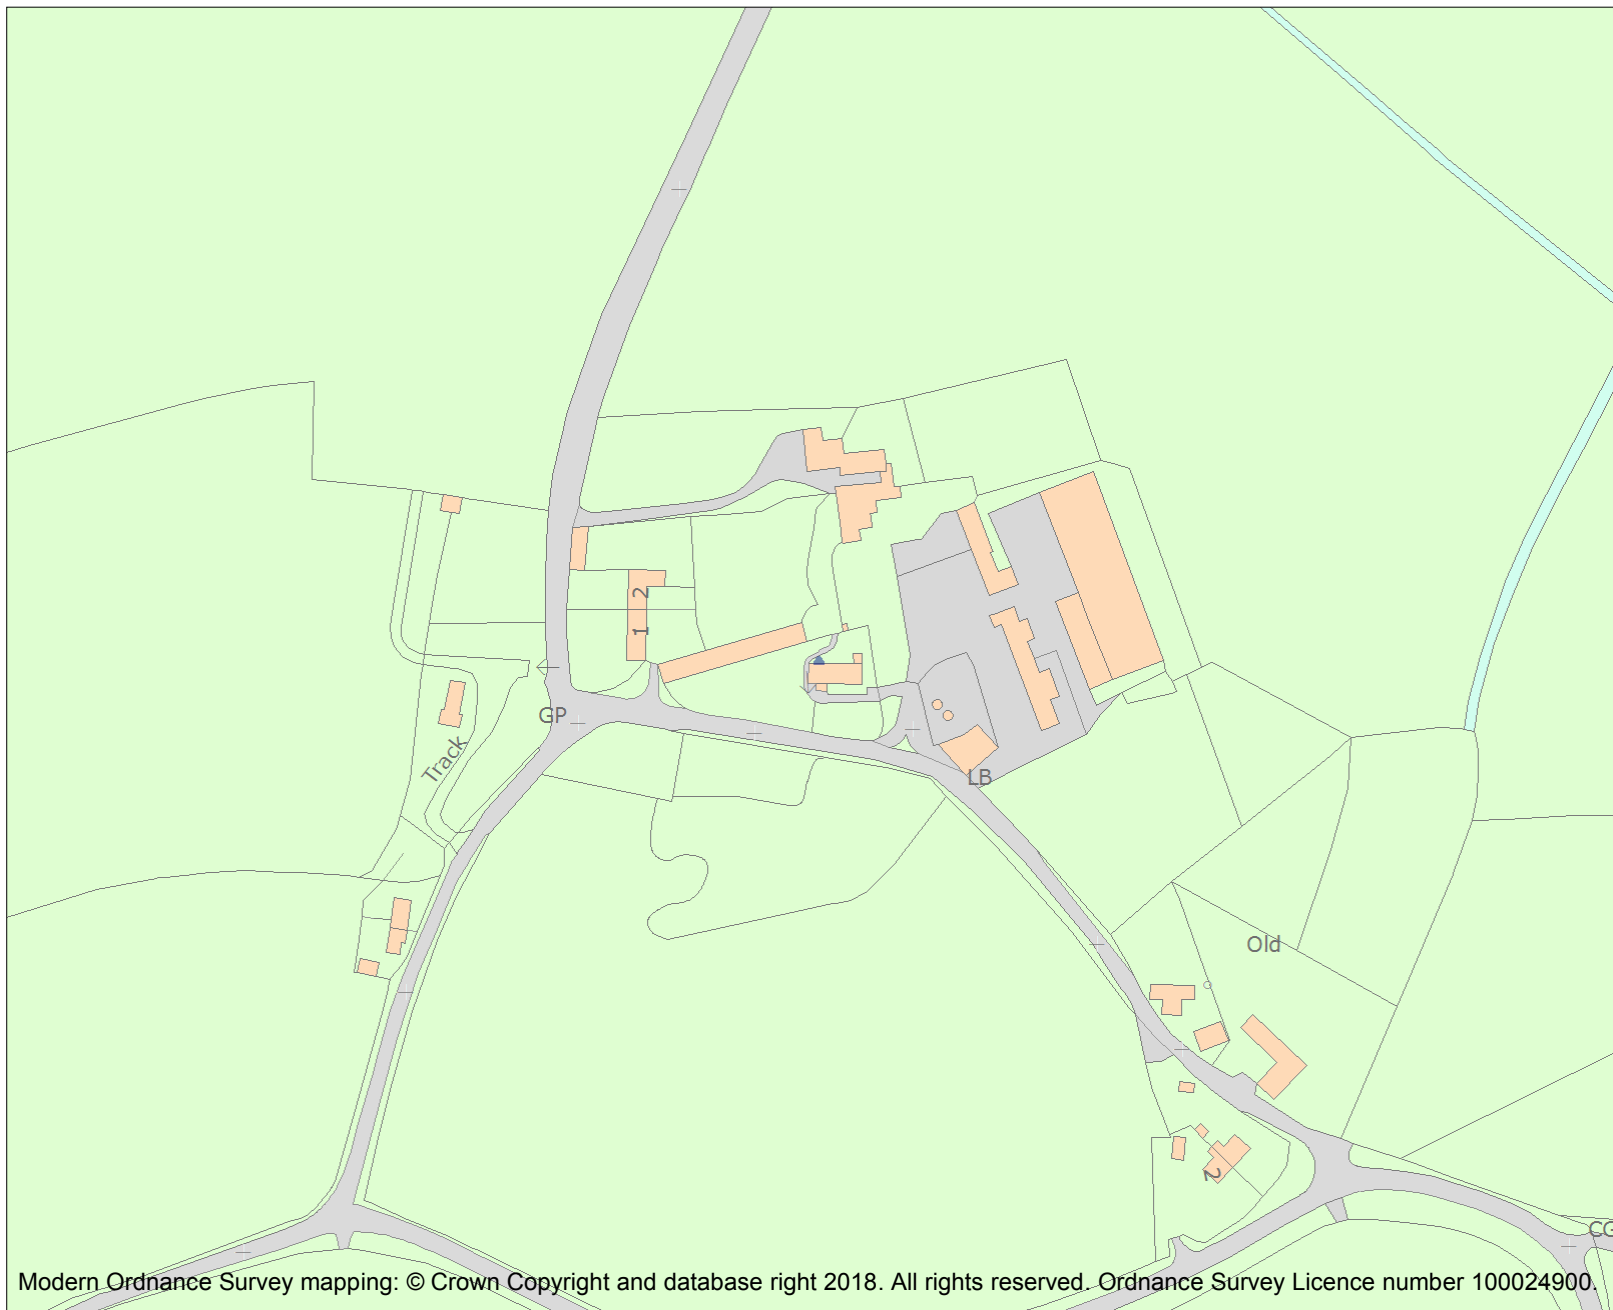 2
1
GP
Track
LB
Old
2
CG
Modern Ordnance Survey mapping: © Crown Copyright and database right 2018. All rights reserved. Ordnance Survey Licence number 100024900.